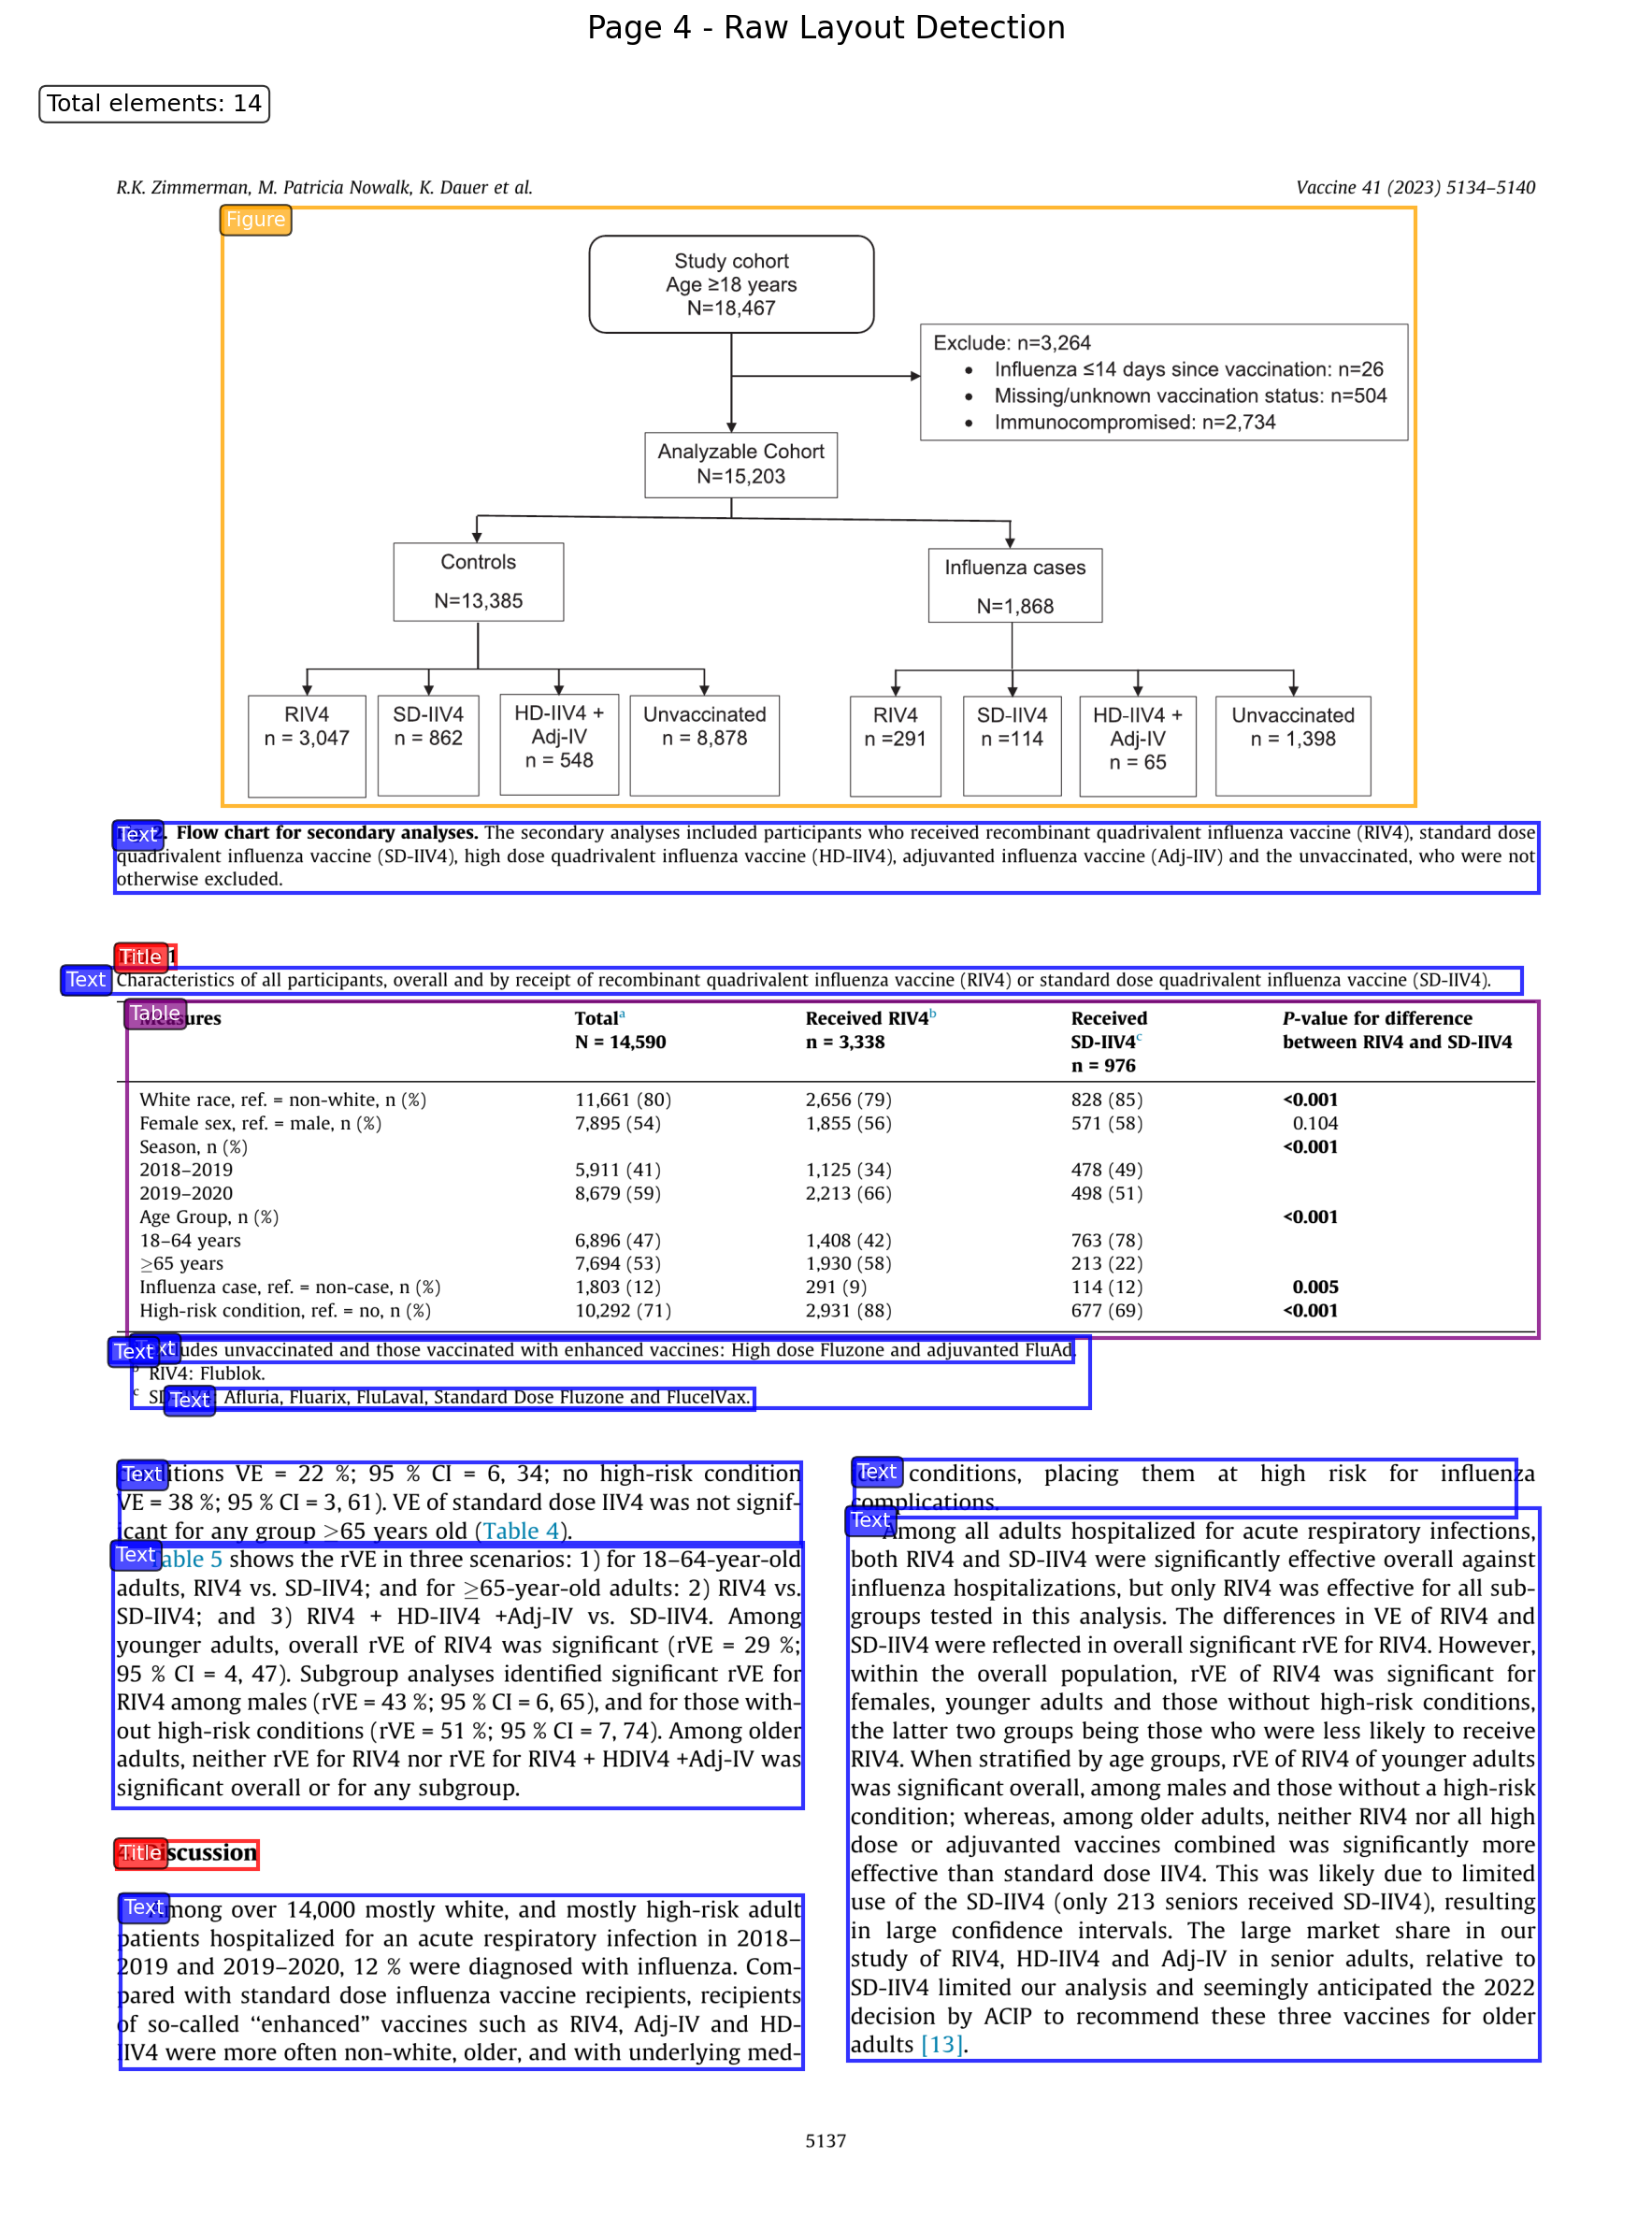 Page 4 - Raw Layout Detection
Total elements: 14
R.K. Zimmerman, M. Patricia Nowalk, K. Dauer et al.
Vaccine 41 (2023) 5134–5140
Figure
Study cohort
Age ≥18 years
N=18,467
Exclude: n=3,264
• Influenza ≤14 days since vaccination: n=26
• Missing/unknown vaccination status: n=504
• Immunocompromised: n=2,734
Analyzable Cohort
N=15,203
Controls
N=13,385
Influenza cases
N=1,868
RIV4
n = 3,047
SD-IIV4
n = 862
HD-IIV4 +
Adj-IV
n = 548
Unvaccinated
n = 8,878
RIV4
n =291
SD-IIV4
n =114
HD-IIV4 +
Adj-IV
n = 65
Unvaccinated
n = 1,398
Text
Flow chart for secondary analyses. The secondary analyses included participants who received recombinant quadrivalent influenza vaccine (RIV4), standard dose
quadrivalent influenza vaccine (SD-IIV4), high dose quadrivalent influenza vaccine (HD-IIV4), adjuvanted influenza vaccine (Adj-IIV) and the unvaccinated, who were not
otherwise excluded.
Title 1
Text
Characteristics of all participants, overall and by receipt of recombinant quadrivalent influenza vaccine (RIV4) or standard dose quadrivalent influenza vaccine (SD-IIV4).
Table
Measures Totala Received RIV4b Received P-value for difference
N = 14,590 n = 3,338 SD-IIV4c between RIV4 and SD-IIV4
n = 976
White race, ref. = non-white, n (%) 11,661 (80) 2,656 (79) 828 (85) <0.001
Female sex, ref. = male, n (%) 7,895 (54) 1,855 (56) 571 (58) 0.104
Season, n (%) <0.001
2018–2019 5,911 (41) 1,125 (34) 478 (49)
2019–2020 8,679 (59) 2,213 (66) 498 (51)
Age Group, n (%) <0.001
18–64 years 6,896 (47) 1,408 (42) 763 (78)
≥65 years 7,694 (53) 1,930 (58) 213 (22)
Influenza case, ref. = non-case, n (%) 1,803 (12) 291 (9) 114 (12) 0.005
High-risk condition, ref. = no, n (%) 10,292 (71) 2,931 (88) 677 (69) <0.001
Text
Text
unvaccinated and those vaccinated with enhanced vaccines: High dose Fluzone and adjuvanted FluAd.
b RIV4: Flublok.
Text
c Afluria, Fluarix, FluLaval, Standard Dose Fluzone and FlucelVax.
Text
conditions VE = 22 %; 95 % CI = 6, 34; no high-risk condition
VE = 38 %; 95 % CI = 3, 61). VE of standard dose IIV4 was not signif-
icant for any group ≥65 years old (Table 4).
Text
Table 5 shows the rVE in three scenarios: 1) for 18–64-year-old
adults, RIV4 vs. SD-IIV4; and for ≥65-year-old adults: 2) RIV4 vs.
SD-IIV4; and 3) RIV4 + HD-IIV4 +Adj-IV vs. SD-IIV4. Among
younger adults, overall rVE of RIV4 was significant (rVE = 29 %;
95 % CI = 4, 47). Subgroup analyses identified significant rVE for
RIV4 among males (rVE = 43 %; 95 % CI = 6, 65), and for those with-
out high-risk conditions (rVE = 51 %; 95 % CI = 7, 74). Among older
adults, neither rVE for RIV4 nor rVE for RIV4 + HDIV4 +Adj-IV was
significant overall or for any subgroup.
Title
Discussion
Text
Among over 14,000 mostly white, and mostly high-risk adult
patients hospitalized for an acute respiratory infection in 2018–
2019 and 2019–2020, 12 % were diagnosed with influenza. Com-
pared with standard dose influenza vaccine recipients, recipients
of so-called “enhanced” vaccines such as RIV4, Adj-IV and HD-
IIV4 were more often non-white, older, and with underlying med-
Text
ical conditions, placing them at high risk for influenza
complications.
Text
Among all adults hospitalized for acute respiratory infections,
both RIV4 and SD-IIV4 were significantly effective overall against
influenza hospitalizations, but only RIV4 was effective for all sub-
groups tested in this analysis. The differences in VE of RIV4 and
SD-IIV4 were reflected in overall significant rVE for RIV4. However,
within the overall population, rVE of RIV4 was significant for
females, younger adults and those without high-risk conditions,
the latter two groups being those who were less likely to receive
RIV4. When stratified by age groups, rVE of RIV4 of younger adults
was significant overall, among males and those without a high-risk
condition; whereas, among older adults, neither RIV4 nor all high
dose or adjuvanted vaccines combined was significantly more
effective than standard dose IIV4. This was likely due to limited
use of the SD-IIV4 (only 213 seniors received SD-IIV4), resulting
in large confidence intervals. The large market share in our
study of RIV4, HD-IIV4 and Adj-IV in senior adults, relative to
SD-IIV4 limited our analysis and seemingly anticipated the 2022
decision by ACIP to recommend these three vaccines for older
adults [13].
5137